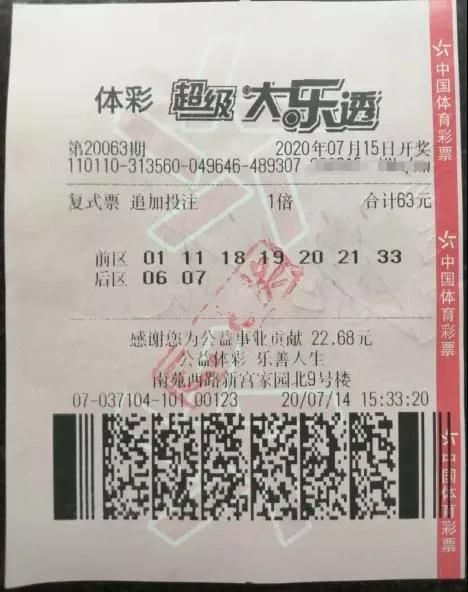 体彩 超级大乐透
第20063期 2020年07月15日开奖
110110-313560-049646-489307
复式票 追加投注 1倍 合计63元
前区 01 11 18 19 20 21 33
后区 06 07
感谢您为公益事业贡献 22.68元
公益体彩 乐善人生
南苑西路新宫家园北9号楼
07-037104-101 00123 20/07/14 15:33:20
中国体育彩票
中国体育彩票
中国体育彩票